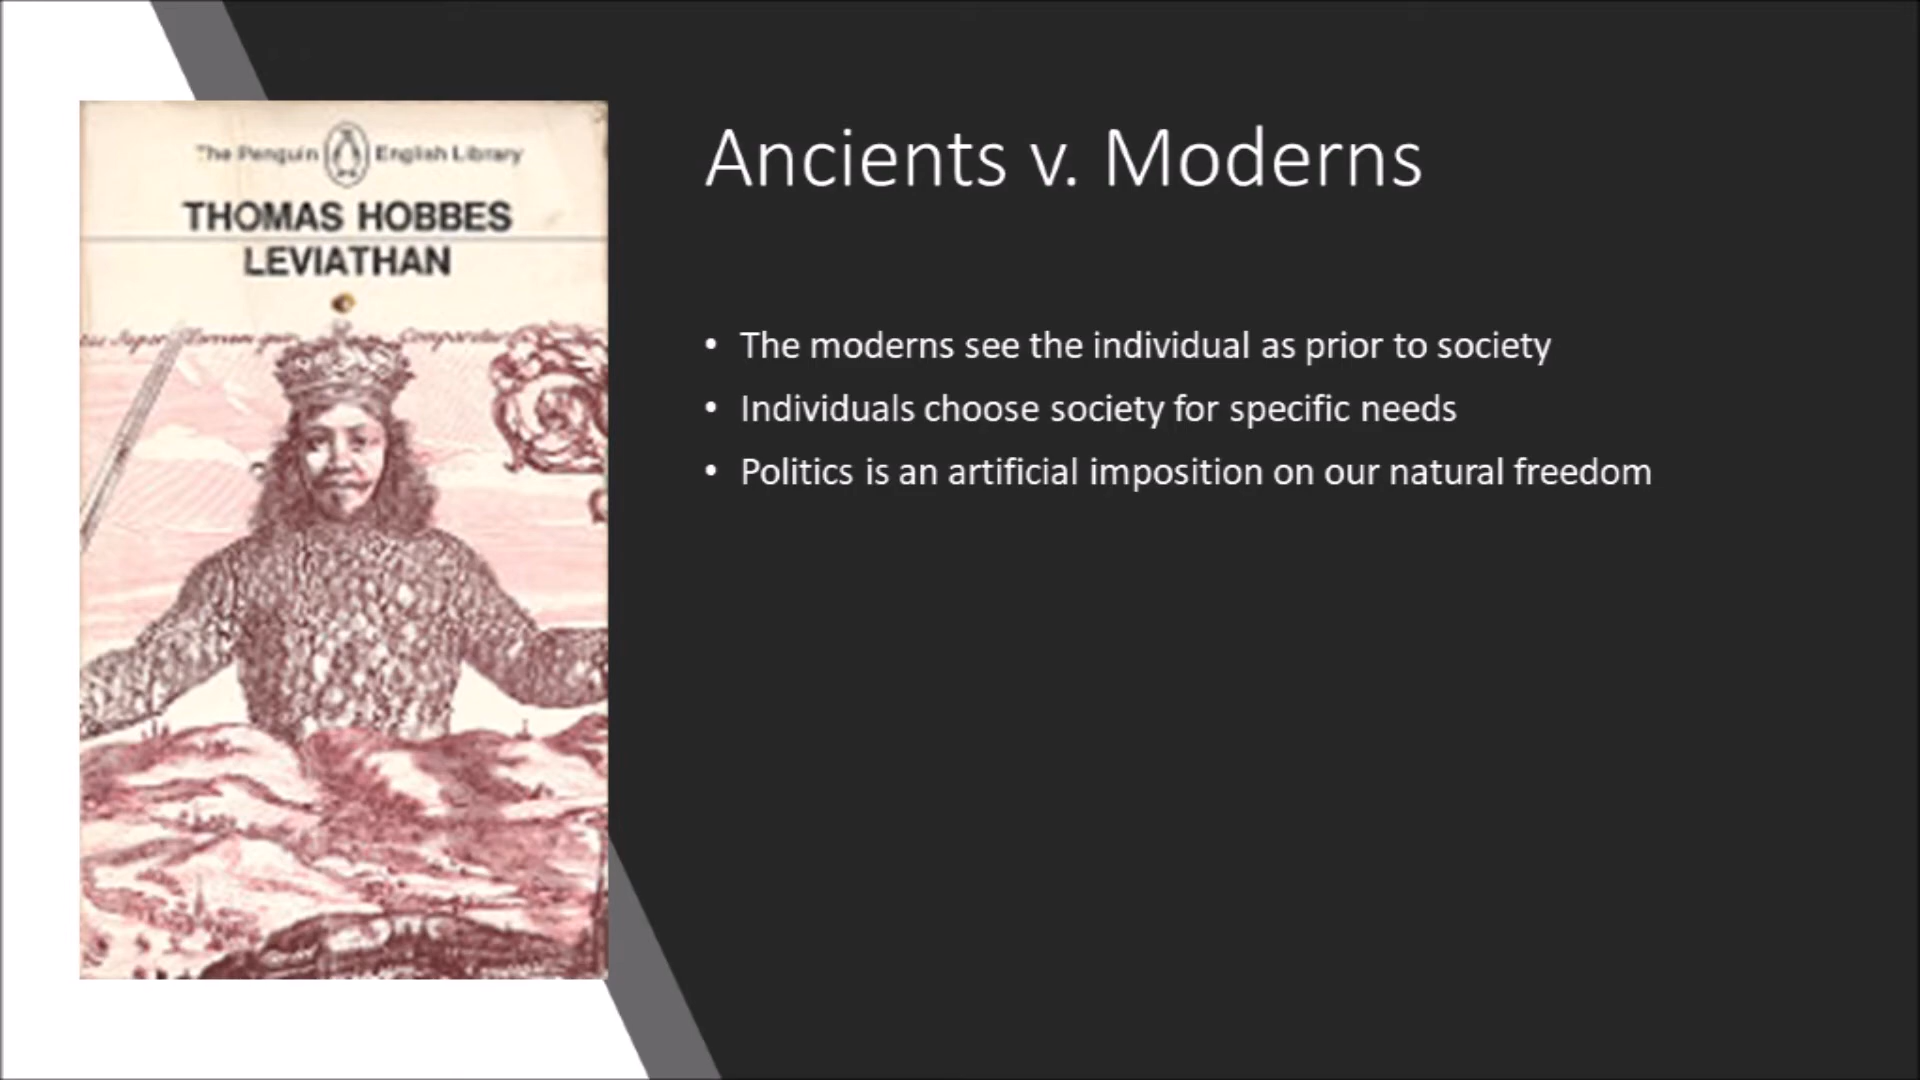 The Penguin English Library
THOMAS HOBBES
LEVIATHAN
Ancients v. Moderns
• The moderns see the individual as prior to society
• Individuals choose society for specific needs
• Politics is an artificial imposition on our natural freedom